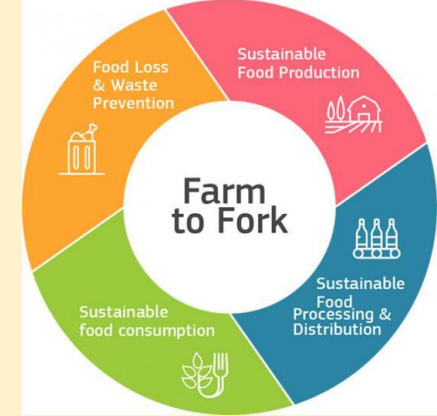 Food Loss
& Waste
Prevention
Sustainable
Food Production
Farm
to Fork
Sustainable
Food
Processing &
Distribution
Sustainable
food consumption